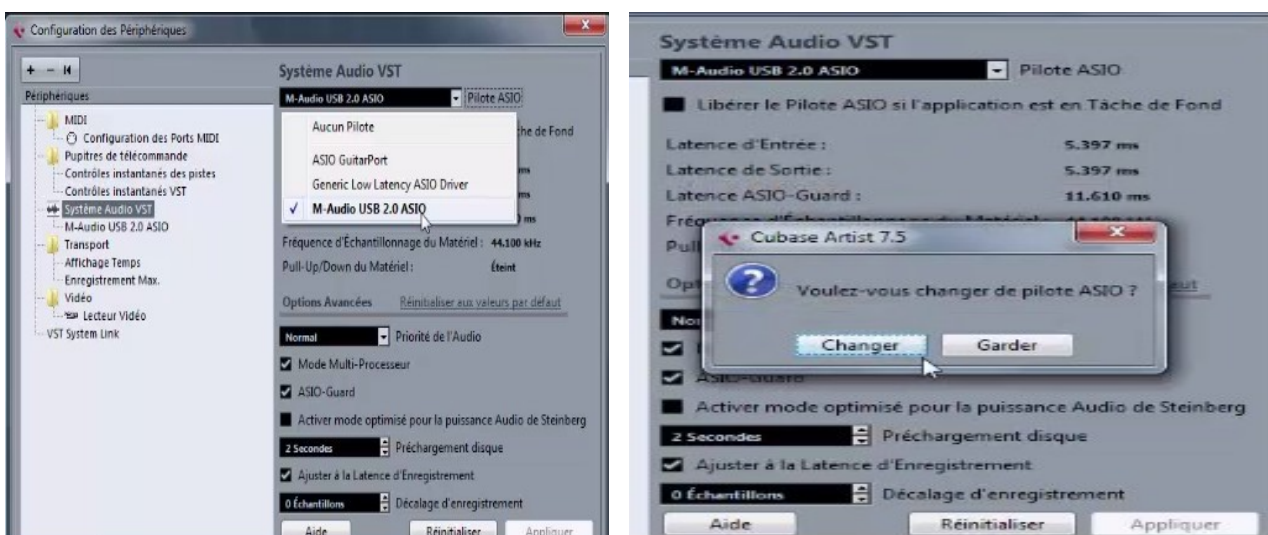 Configuration des Périphériques
+ -
Périphériques
MIDI
Configuration des Ports MIDI
Pupitres de télécommande
Contrôles instantanés des pistes
Contrôles instantanés VST
Système Audio VST
M-Audio USB 2.0 ASIO
Transport
Affichage Temps
Enregistrement Max.
Vidéo
Lecteur Vidéo
VST System Link
Système Audio VST
M-Audio USB 2.0 ASIO Pilote ASIO
Aucun Pilote
che de Fond
ASIO GuitarPort
ms
Generic Low Latency ASIO Driver
ms
M-Audio USB 2.0 ASIO
ms
Fréquence d'Échantillonnage du Matériel : 44.100 kHz
Pull-Up/Down du Matériel : Éteint
Options Avancées Réinitialiser aux valeurs par défaut
Normal Priorité de l'Audio
Mode Multi-Processeur
ASIO-Guard
Activer mode optimisé pour la puissance Audio de Steinberg
2 Secondes Préchargement disque
Ajuster à la Latence d'Enregistrement
0 Échantillons Décalage d'enregistrement
Aide Réinitialiser Appliquer
Système Audio VST
M-Audio USB 2.0 ASIO Pilote ASIO
Libérer le Pilote ASIO si l'application est en Tâche de Fond
Latence d'Entrée : 5.397 ms
Latence de Sortie : 5.397 ms
Latence ASIO-Guard : 11.610 ms
Pull
Cubase Artist 7.5
Voulez-vous changer de pilote ASIO ?
Changer Garder
ASIO-Guard
Activer mode optimisé pour la puissance Audio de Steinberg
2 Secondes Préchargement disque
Ajuster à la Latence d'Enregistrement
0 Échantillons Décalage d'enregistrement
Aide Réinitialiser Appliquer